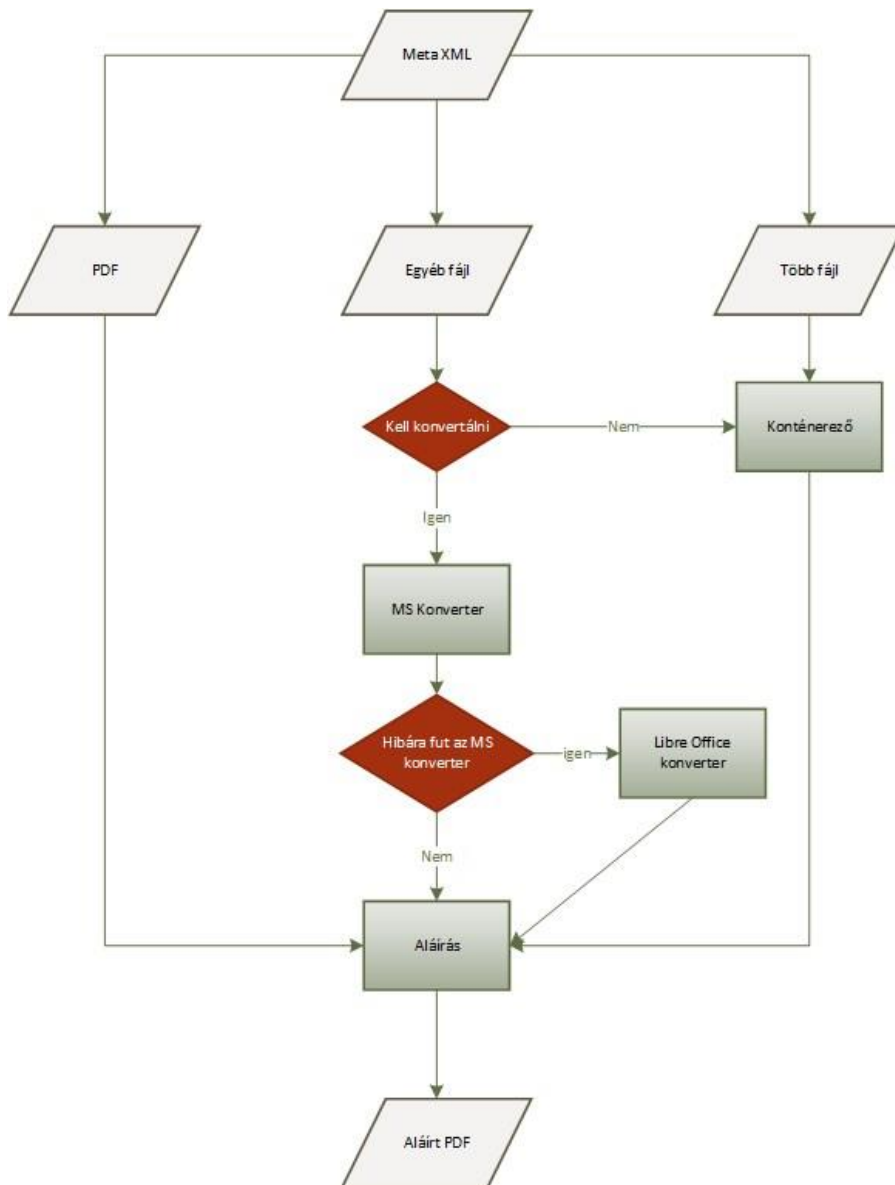 Meta XML
PDF
Egyéb fájl
Több fájl
Kell konvertálni
Nem
Konténerező
Igen
MS Konverter
Hibára fut az MS
konverter
igen
Libre Office
konverter
Nem
Aláírás
Aláírt PDF